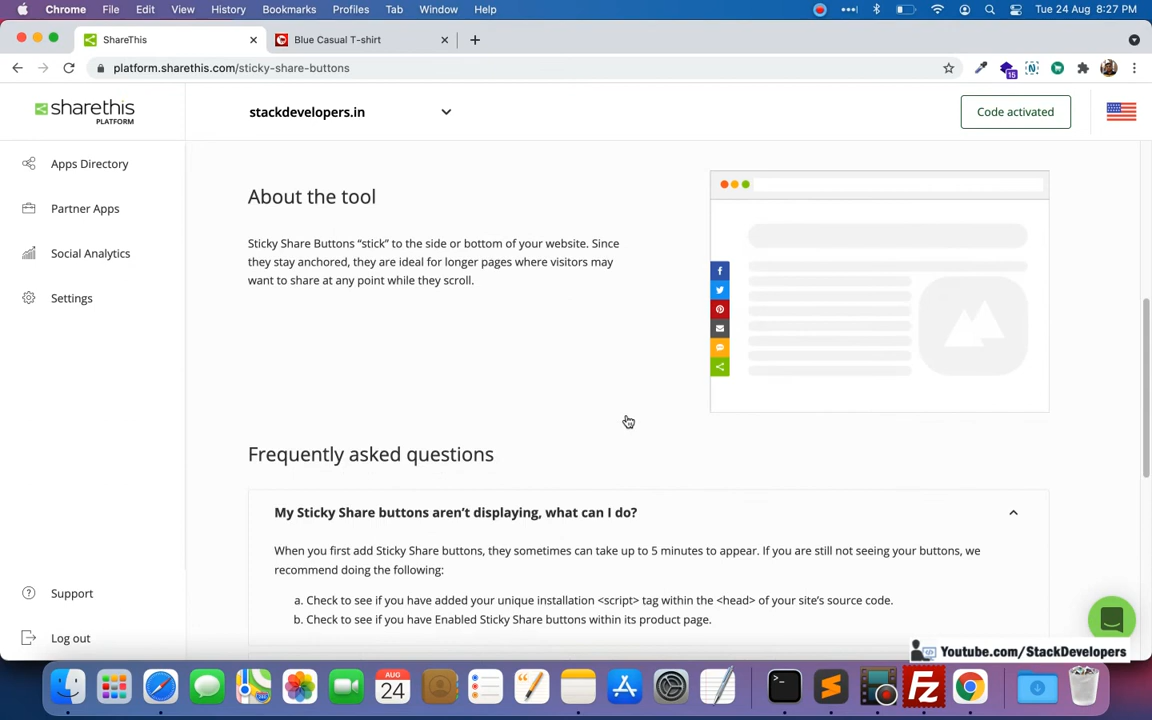 Chrome File Edit View History Bookmarks Profiles Tab Window Help Tue 24 Aug 8:27 PM
ShareThis
Blue Casual T-shirt
platform.sharethis.com/sticky-share-buttons
15
sharethis
PLATFORM
stackdevelopers.in
Code activated
Apps Directory
Partner Apps
Social Analytics
Settings
Support
Log out
About the tool
Sticky Share Buttons “stick” to the side or bottom of your website. Since
they stay anchored, they are ideal for longer pages where visitors may
want to share at any point while they scroll.
Frequently asked questions
My Sticky Share buttons aren’t displaying, what can I do?
When you first add Sticky Share buttons, they sometimes can take up to 5 minutes to appear. If you are still not seeing your buttons, we
recommend doing the following:
a. Check to see if you have added your unique installation <script> tag within the <head> of your site’s source code.
b. Check to see if you have Enabled Sticky Share buttons within its product page.
Youtube.com/StackDevelopers
AUG
24
Fz